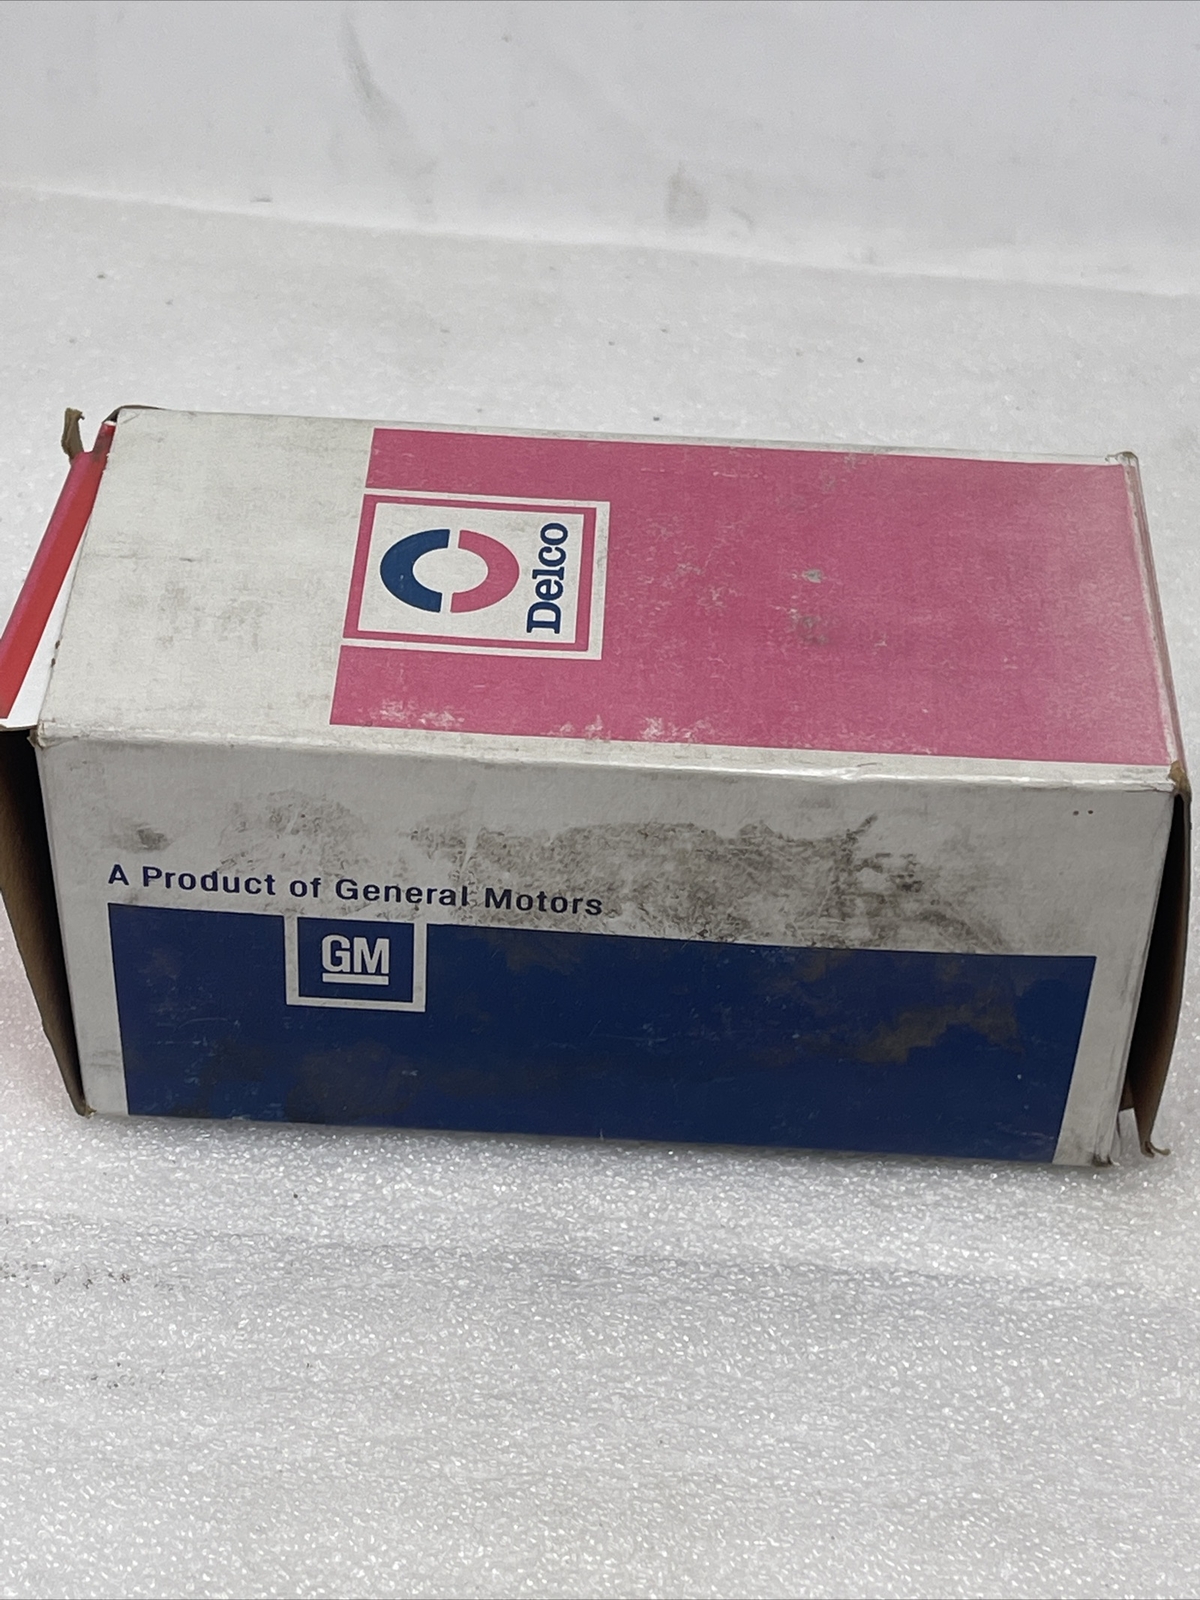 Delco
A Product of General Motors
GM